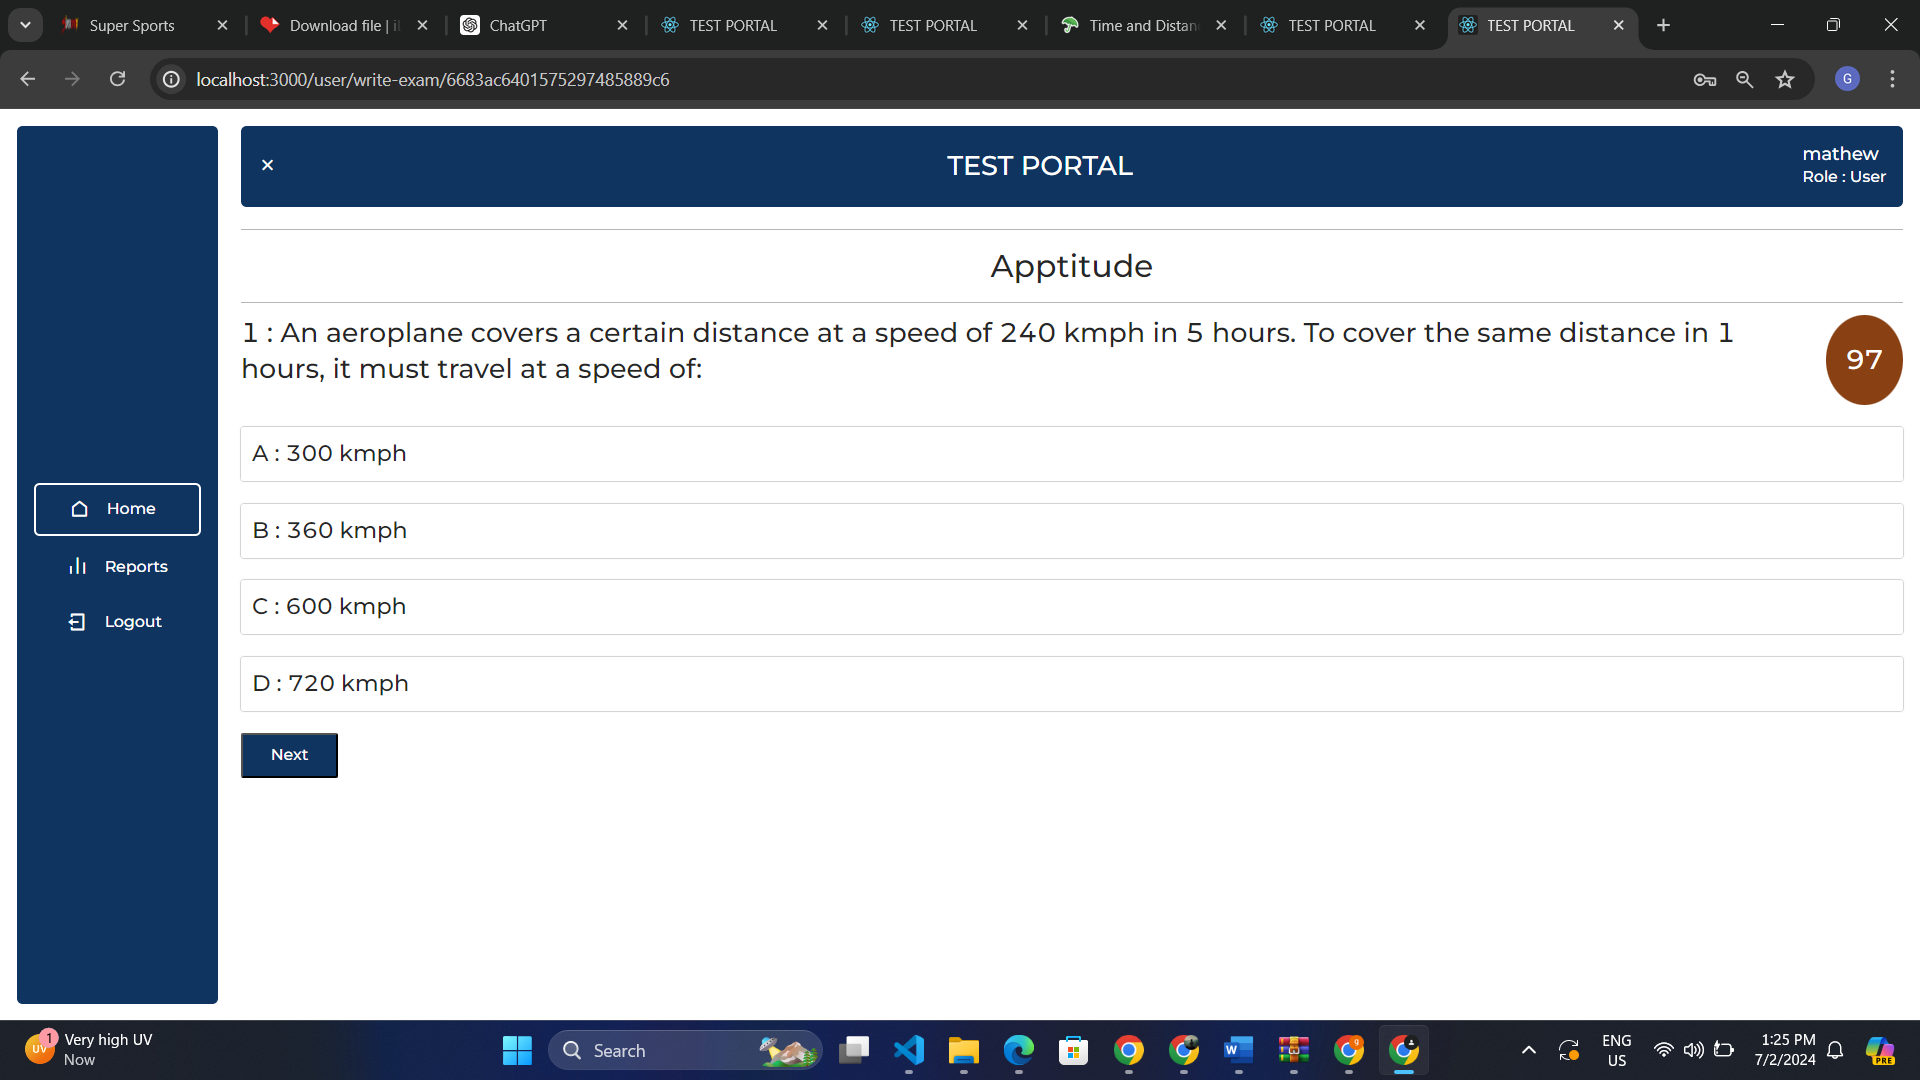 Super Sports
Download file | i
ChatGPT
TEST PORTAL
TEST PORTAL
Time and Distan
TEST PORTAL
TEST PORTAL
localhost:3000/user/write-exam/6683ac6401575297485889c6
G
TEST PORTAL
mathew
Role : User
Home
Reports
Logout
Apptitude
1 : An aeroplane covers a certain distance at a speed of 240 kmph in 5 hours. To cover the same distance in 1
hours, it must travel at a speed of:
97
A : 300 kmph
B : 360 kmph
C : 600 kmph
D : 720 kmph
Next
UV
1
Very high UV
Now
Search
W
9
ENG
US
1:25 PM
7/2/2024
PRE